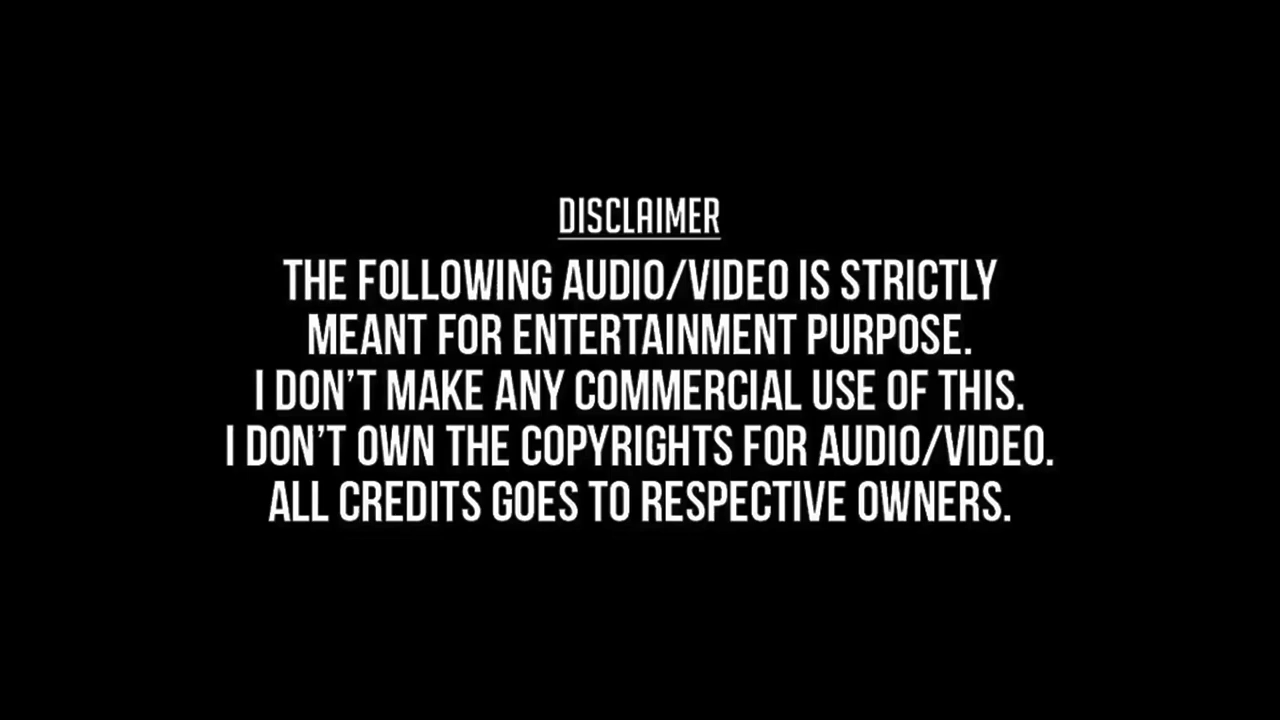 DISCLAIMER
THE FOLLOWING AUDIO/VIDEO IS STRICTLY
MEANT FOR ENTERTAINMENT PURPOSE.
I DON’T MAKE ANY COMMERCIAL USE OF THIS.
I DON’T OWN THE COPYRIGHTS FOR AUDIO/VIDEO.
ALL CREDITS GOES TO RESPECTIVE OWNERS.